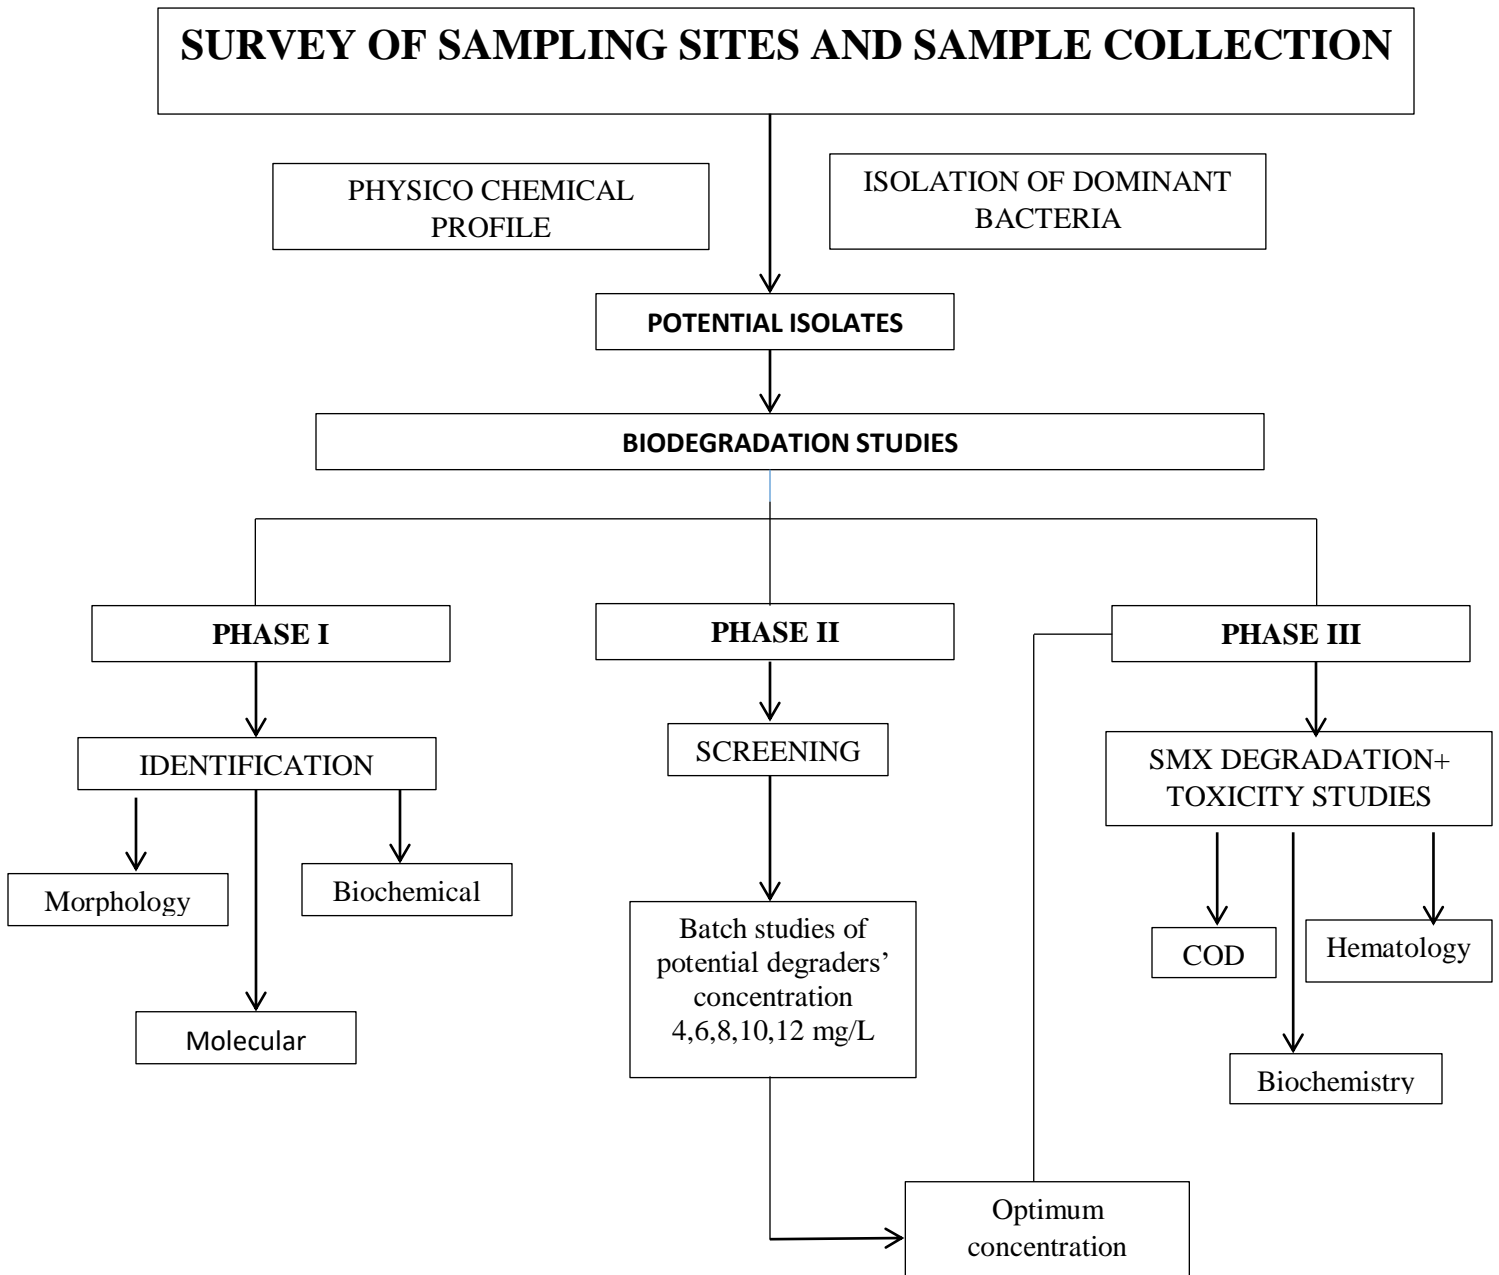 SURVEY OF SAMPLING SITES AND SAMPLE COLLECTION
PHYSICO CHEMICAL
PROFILE
ISOLATION OF DOMINANT
BACTERIA
POTENTIAL ISOLATES
BIODEGRADATION STUDIES
PHASE I
PHASE II
PHASE III
IDENTIFICATION
SCREENING
SMX DEGRADATION+
TOXICITY STUDIES
Morphology
Biochemical
Molecular
Batch studies of
potential degraders’
concentration
4,6,8,10,12 mg/L
COD
Hematology
Biochemistry
Optimum
concentration